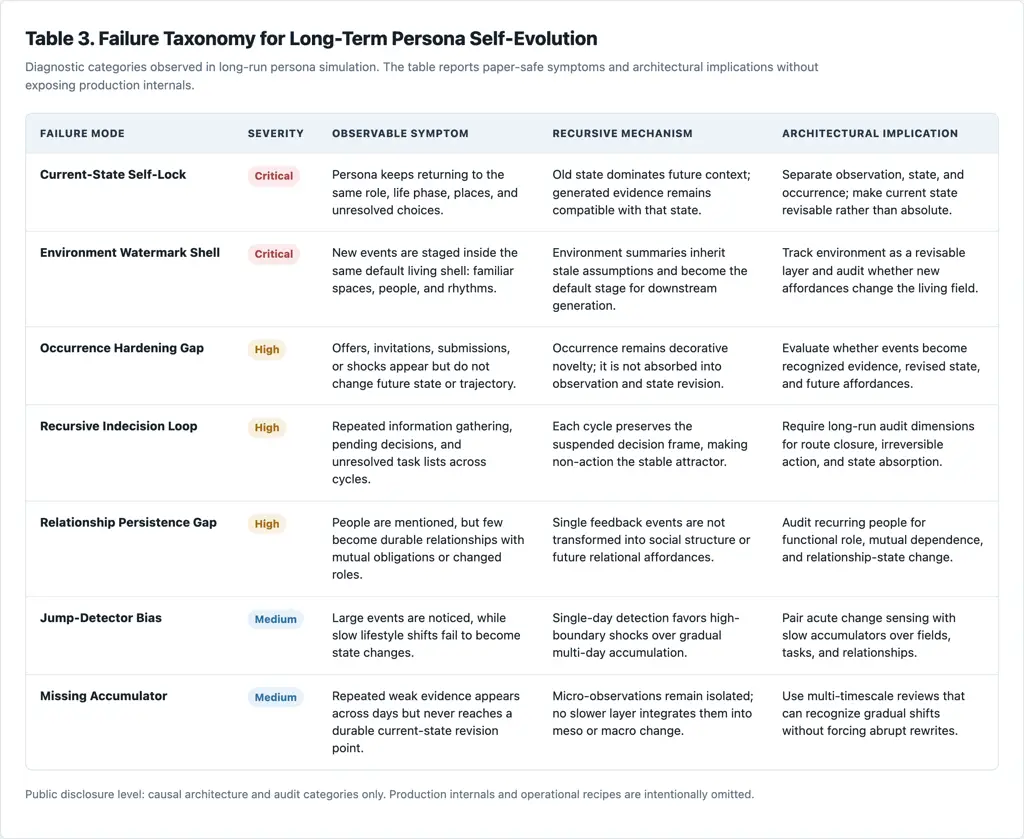 Table 3. Failure Taxonomy for Long-Term Persona Self-Evolution
Diagnostic categories observed in long-run persona simulation. The table reports paper-safe symptoms and architectural implications without
exposing production internals.
FAILURE MODE SEVERITY OBSERVABLE SYMPTOM RECURSIVE MECHANISM ARCHITECTURAL IMPLICATION
Current-State Self-Lock
Critical
Persona keeps returning to the
same role, life phase, places, and
unresolved choices.
Old state dominates future context;
generated evidence remains
compatible with that state.
Separate observation, state, and
occurrence; make current state
revisable rather than absolute.
Environment Watermark Shell
Critical
New events are staged inside the
same default living shell: familiar
spaces, people, and rhythms.
Environment summaries inherit
stale assumptions and become the
default stage for downstream
generation.
Track environment as a revisable
layer and audit whether new
affordances change the living field.
Occurrence Hardening Gap
High
Offers, invitations, submissions,
or shocks appear but do not
change future state or trajectory.
Occurrence remains decorative
novelty; it is not absorbed into
observation and state revision.
Evaluate whether events become
recognized evidence, revised state,
and future affordances.
Recursive Indecision Loop
High
Repeated information gathering,
pending decisions, and
unresolved task lists across
cycles.
Each cycle preserves the
suspended decision frame, making
non-action the stable attractor.
Require long-run audit dimensions
for route closure, irreversible
action, and state absorption.
Relationship Persistence Gap
High
People are mentioned, but few
become durable relationships with
mutual obligations or changed
roles.
Single feedback events are not
transformed into social structure or
future relational affordances.
Audit recurring people for
functional role, mutual dependence,
and relationship-state change.
Jump-Detector Bias
Medium
Large events are noticed, while
slow lifestyle shifts fail to become
state changes.
Single-day detection favors high-
boundary shocks over gradual
multi-day accumulation.
Pair acute change sensing with
slow accumulators over fields,
tasks, and relationships.
Missing Accumulator
Medium
Repeated weak evidence appears
across days but never reaches a
durable current-state revision
point.
Micro-observations remain isolated;
no slower layer integrates them into
meso or macro change.
Use multi-timescale reviews that
can recognize gradual shifts
without forcing abrupt rewrites.
Public disclosure level: causal architecture and audit categories only. Production internals and operational recipes are intentionally omitted.